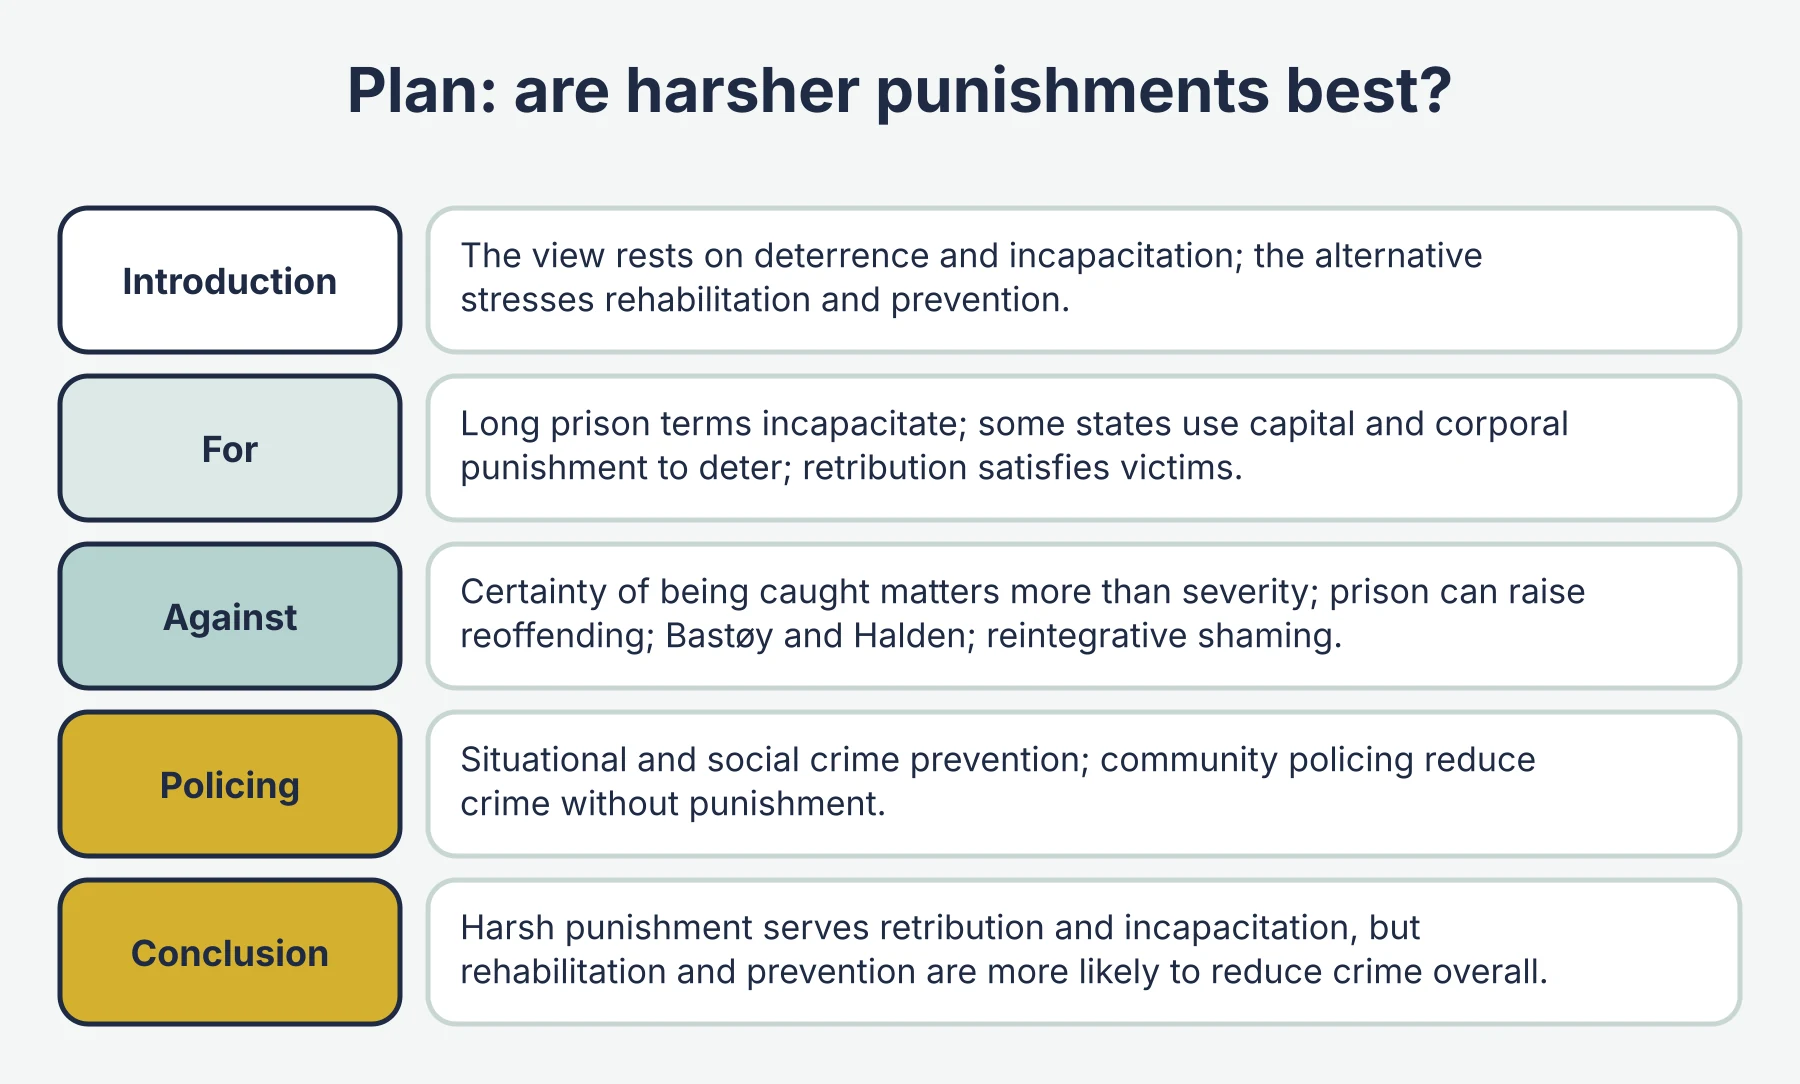 Plan: are harsher punishments best?
Introduction
The view rests on deterrence and incapacitation; the alternative
stresses rehabilitation and prevention.
For
Long prison terms incapacitate; some states use capital and corporal
punishment to deter; retribution satisfies victims.
Against
Certainty of being caught matters more than severity; prison can raise
reoffending; Bastøy and Halden; reintegrative shaming.
Policing
Situational and social crime prevention; community policing reduce
crime without punishment.
Conclusion
Harsh punishment serves retribution and incapacitation, but
rehabilitation and prevention are more likely to reduce crime overall.